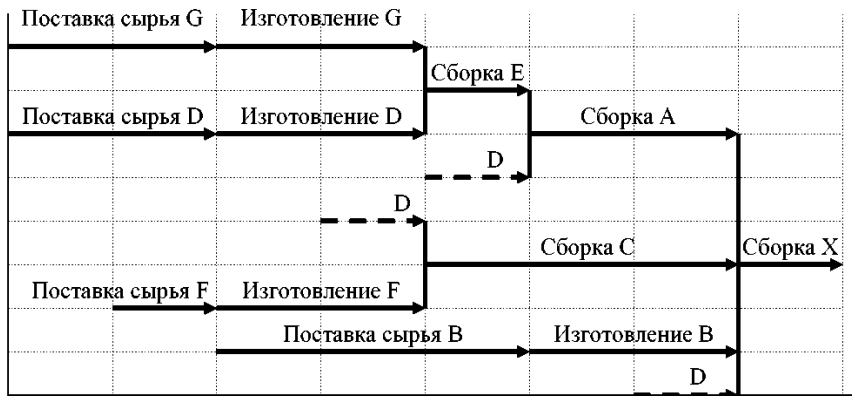 Поставка сырья G Изготовление G
Сборка E
Поставка сырья D Изготовление D Сборка A
D
D
Сборка C Сборка X
Поставка сырья F Изготовление F
Поставка сырья B Изготовление B
D